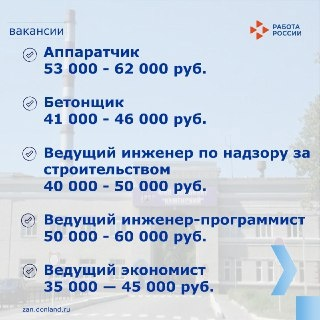 вакансии
РАБОТА
РОССИИ
Аппаратчик
53 000 - 62 000 руб.
Бетонщик
41 000 - 46 000 руб.
Ведущий инженер по надзору за
строительством
40 000 - 50 000 руб.
Ведущий инженер-программист
50 000 - 60 000 руб.
Ведущий экономист
35 000 — 45 000 руб.
zan.donland.ru